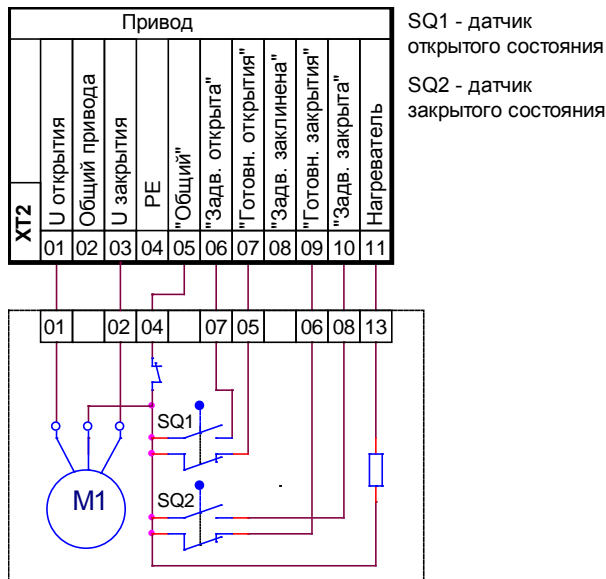 Привод
SQ1 - датчик
открытого состояния
SQ2 - датчик
закрытого состояния
XT2
U открытия
Общий привода
U закрытия
PE
"Общий"
"Задв. открыта"
"Готовн. открытия"
"Задв. заклинена"
"Готовн. закрытия"
"Задв. закрыта"
Нагреватель
01 02 03 04 05 06 07 08 09 10 11
01 02 04 07 05 06 08 13
SQ1
M1
SQ2